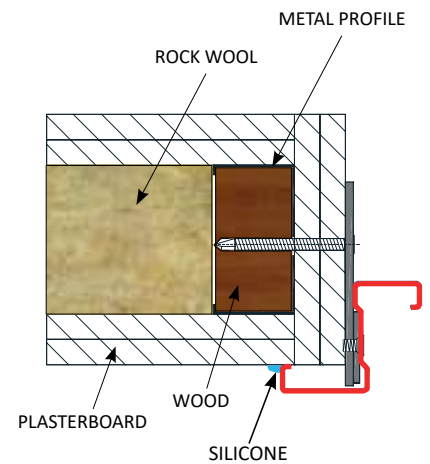 METAL PROFILE
ROCK WOOL
WOOD
PLASTERBOARD
SILICONE